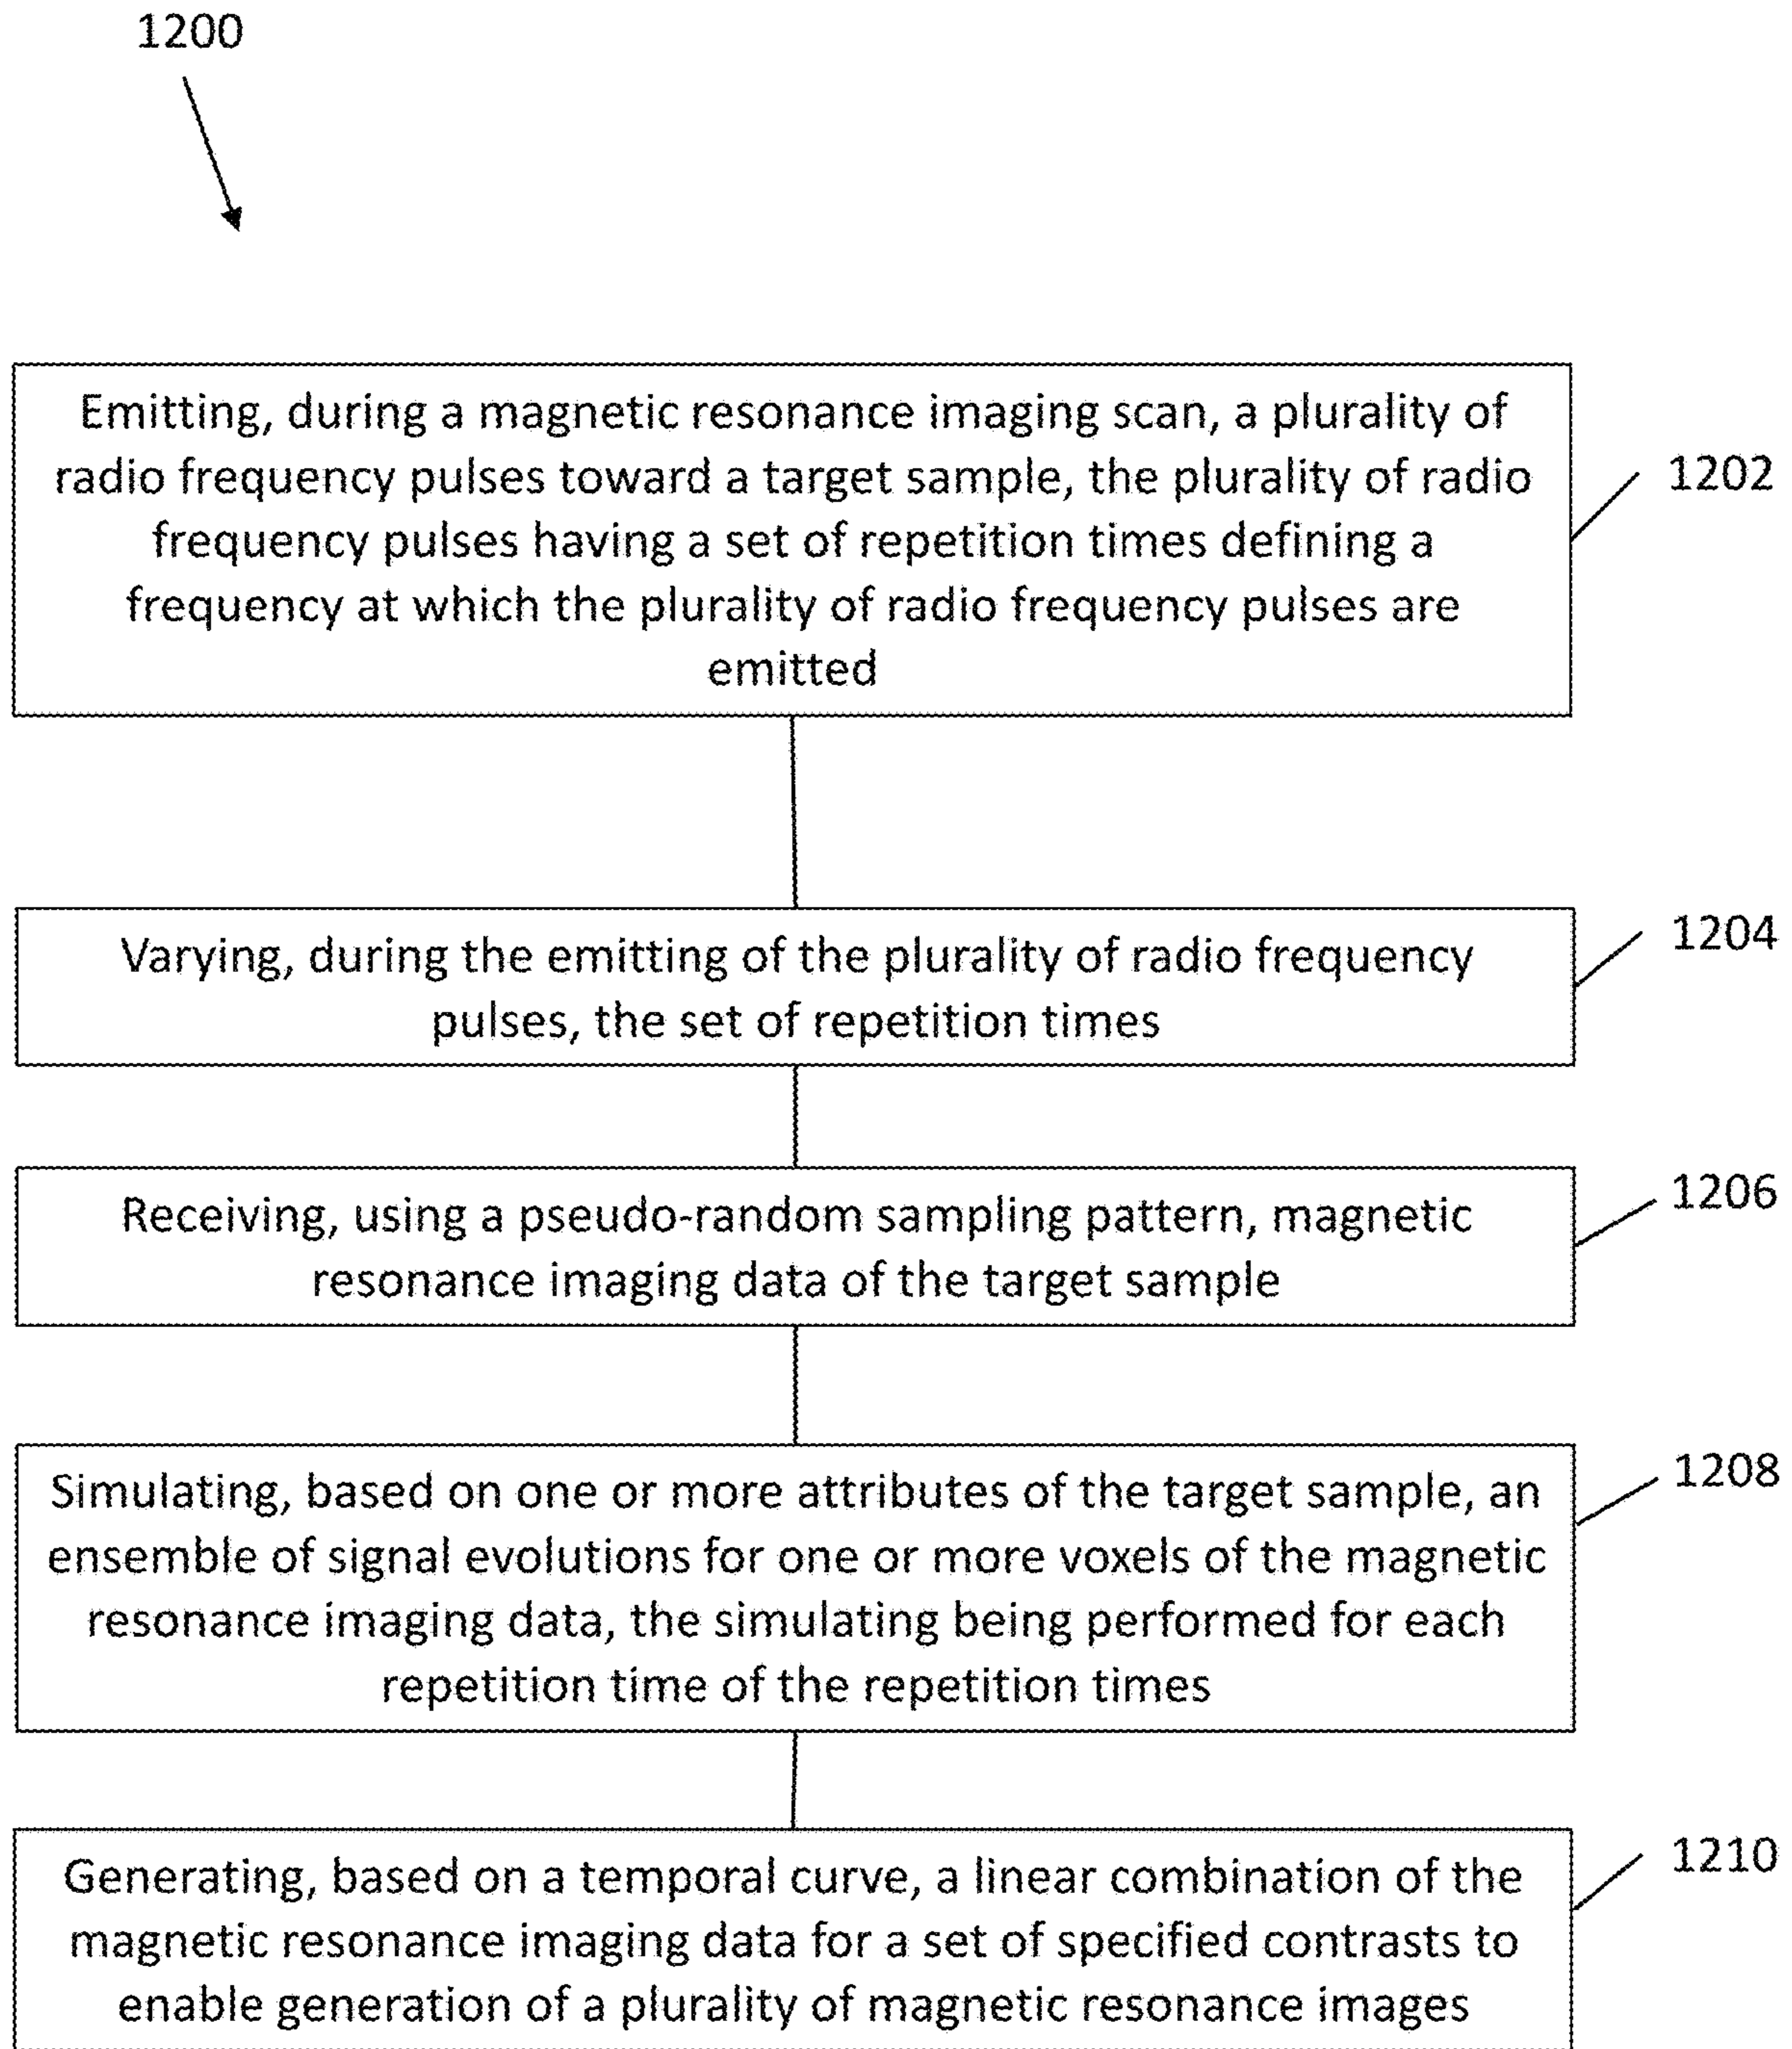 1200
Emitting, during a magnetic resonance imaging scan, a plurality of
radio frequency pulses toward a target sample, the plurality of radio
frequency pulses having a set of repetition times defining a
frequency at which the plurality of radio frequency pulses are
emitted
1202
Varying, during the emitting of the plurality of radio frequency
pulses, the set of repetition times
1204
Receiving, using a pseudo-random sampling pattern, magnetic
resonance imaging data of the target sample
1206
Simulating, based on one or more attributes of the target sample, an
ensemble of signal evolutions for one or more voxels of the magnetic
resonance imaging data, the simulating being performed for each
repetition time of the repetition times
1208
Generating, based on a temporal curve, a linear combination of the
magnetic resonance imaging data for a set of specified contrasts to
enable generation of a plurality of magnetic resonance images
1210